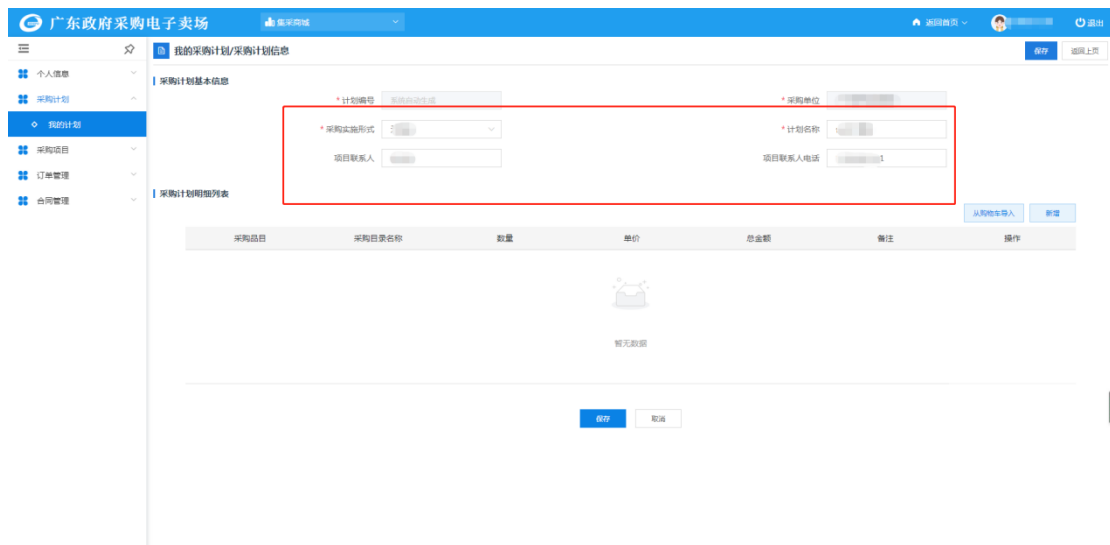 广东政府采购电子卖场
集采商城
返回首页
退出
个人信息
采购计划
我的计划
采购项目
订单管理
合同管理
我的采购计划/采购计划信息
保存 返回上页
采购计划基本信息
* 计划编号 系统自动生成 * 采购单位
* 采购实施形式 * 计划名称
项目联系人 项目联系人电话 1
采购计划明细列表
从购物车导入 新增
采购品目 采购目录名称 数量 单价 总金额 备注 操作
暂无数据
保存 取消